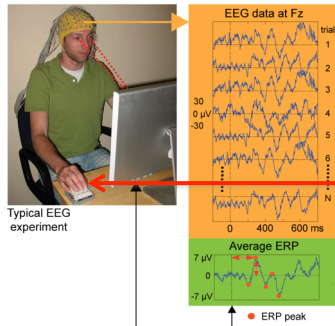 EEG data at Fz
trial
1
2
3
30
0 µV
-30
4
5
6
N
0 400 600 ms
Typical EEG
experiment
Average ERP
7 µV
0
-7 µV
ERP peak